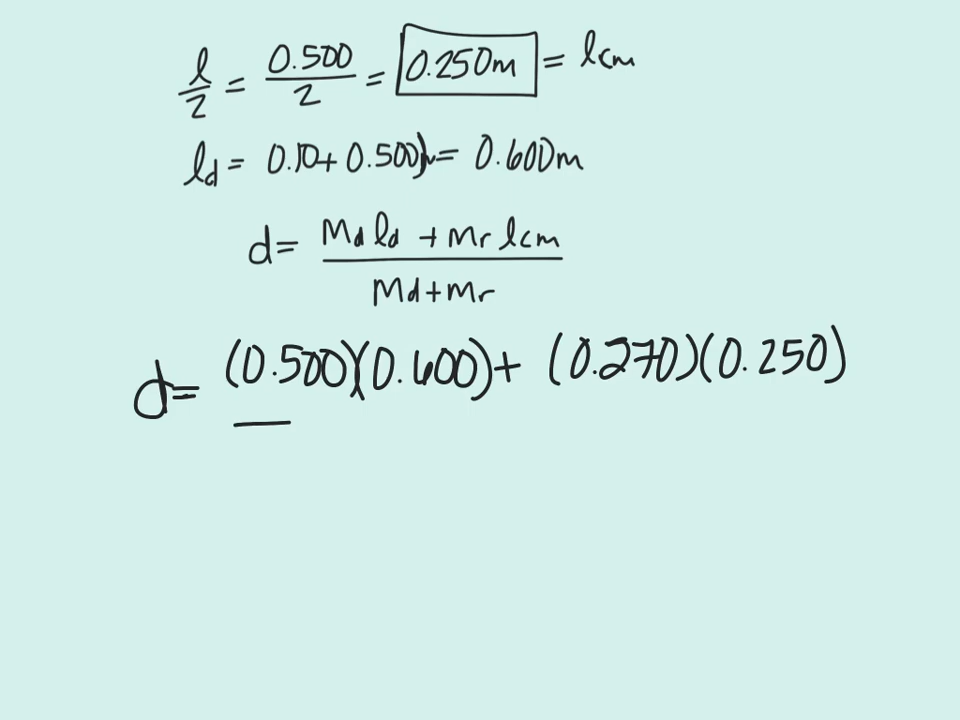 l/2 = 0.500/2 = 0.250m = lcm
ld = 0.10+ 0.500 = 0.600m
d = Md ld + Mr lcm / Md+Mr
d = (0.500)(0.600)+ (0.270)(0.250)